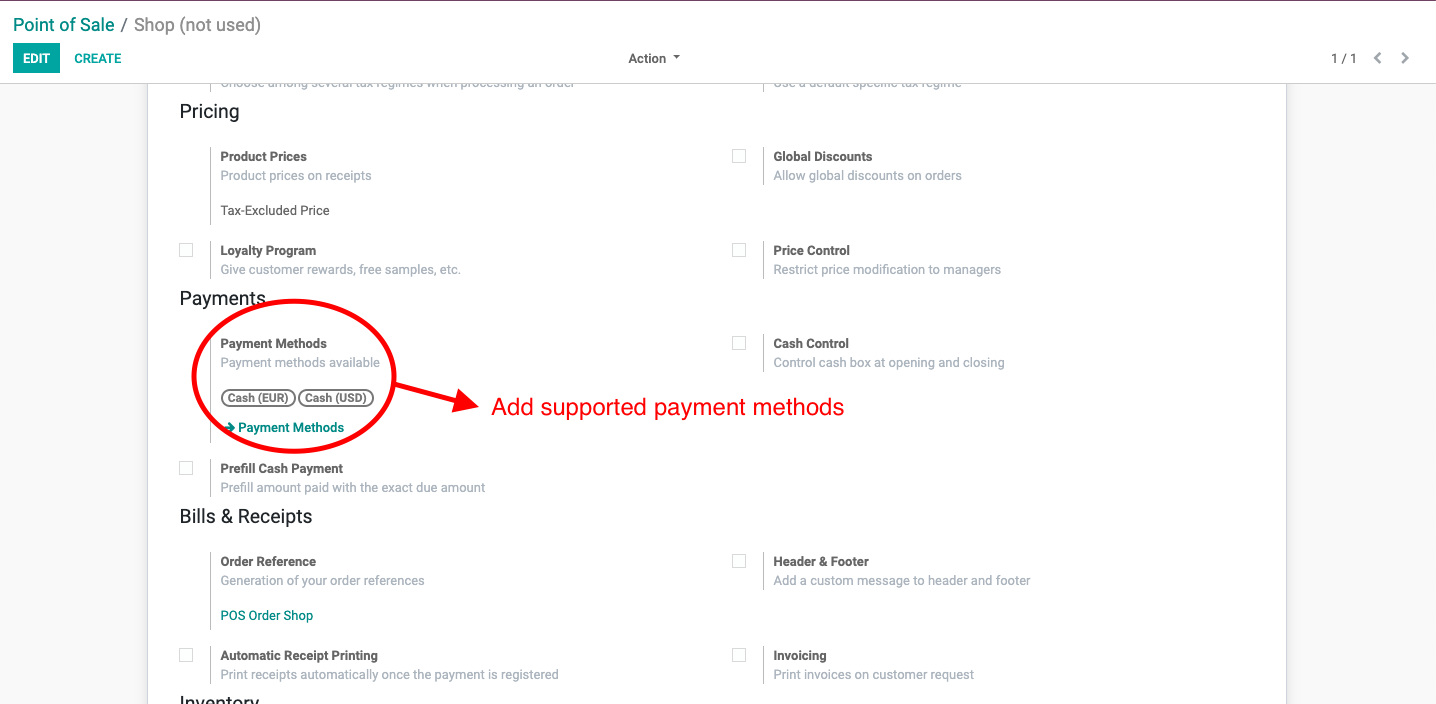 Point of Sale / Shop (not used)
EDIT CREATE Action 1 / 1
Choose among several tax regimes when processing an order Use a default specific tax regime
Pricing
Product Prices Global Discounts
Product prices on receipts Allow global discounts on orders
Tax-Excluded Price
Loyalty Program Price Control
Give customer rewards, free samples, etc. Restrict price modification to managers
Payments
Payment Methods Cash Control
Payment methods available Control cash box at opening and closing
Cash (EUR) Cash (USD)
Add supported payment methods
Payment Methods
Prefill Cash Payment
Prefill amount paid with the exact due amount
Bills & Receipts
Order Reference Header & Footer
Generation of your order references Add a custom message to header and footer
POS Order Shop
Automatic Receipt Printing Invoicing
Print receipts automatically once the payment is registered Print invoices on customer request
Inventory